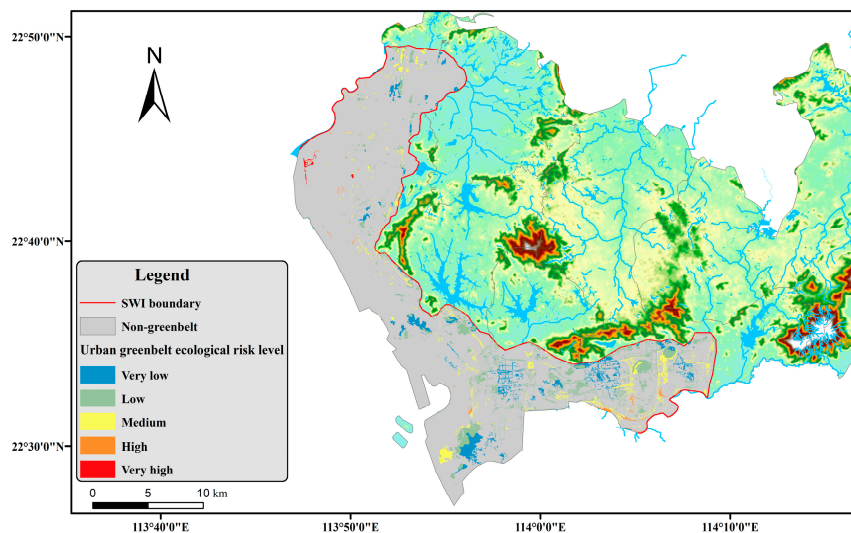 22°50'0"N
N
22°40'0"N
Legend
SWI boundary
Non-greenbelt
Urban greenbelt ecological risk level
Very low
Low
Medium
High
Very high
22°30'0"N
0 5 10 km
113°40'0"E 113°50'0"E 114°0'0"E 114°10'0"E